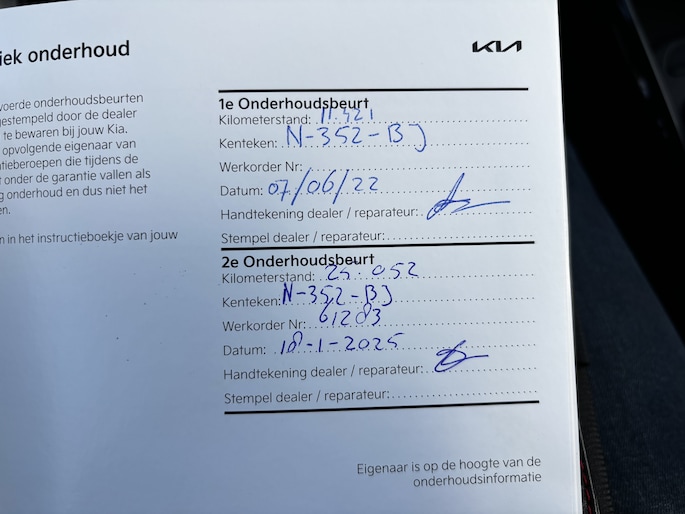 iek onderhoud
KIA
voerde onderhoudsbeurten
gestempeld door de dealer
te bewaren bij jouw Kia.
opvolgende eigenaar van
tieberoepen die tijdens de
t onder de garantie vallen als
g onderhoud en dus niet het
en.
n in het instructieboekje van jouw
1e Onderhoudsbeurt
Kilometerstand: 11.421
Kenteken: N-352-BJ
Werkorder Nr:
Datum: 07/06/22
Handtekening dealer / reparateur:
Stempel dealer / reparateur:
2e Onderhoudsbeurt
Kilometerstand: 25.052
Kenteken: N-352-BJ
Werkorder Nr: 61283
Datum: 18-1-2025
Handtekening dealer / reparateur:
Stempel dealer / reparateur:
Eigenaar is op de hoogte van de
onderhoudsinformatie